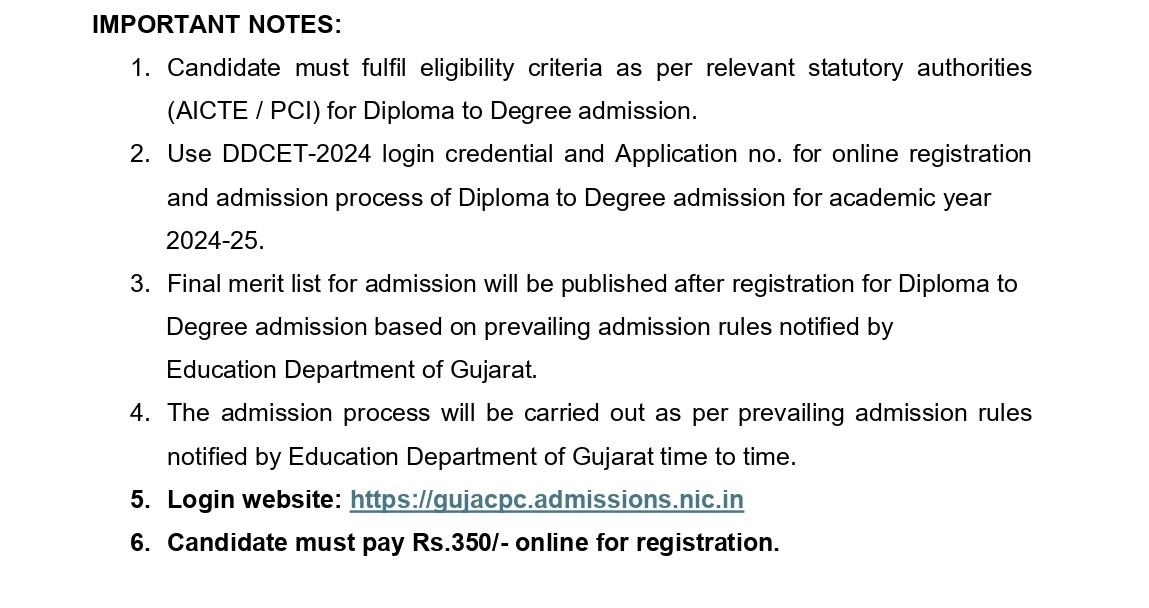 IMPORTANT NOTES:
1. Candidate must fulfil eligibility criteria as per relevant statutory authorities
(AICTE / PCI) for Diploma to Degree admission.
2. Use DDCET-2024 login credential and Application no. for online registration
and admission process of Diploma to Degree admission for academic year
2024-25.
3. Final merit list for admission will be published after registration for Diploma to
Degree admission based on prevailing admission rules notified by
Education Department of Gujarat.
4. The admission process will be carried out as per prevailing admission rules
notified by Education Department of Gujarat time to time.
5. Login website: https://gujacpc.admissions.nic.in
6. Candidate must pay Rs.350/- online for registration.